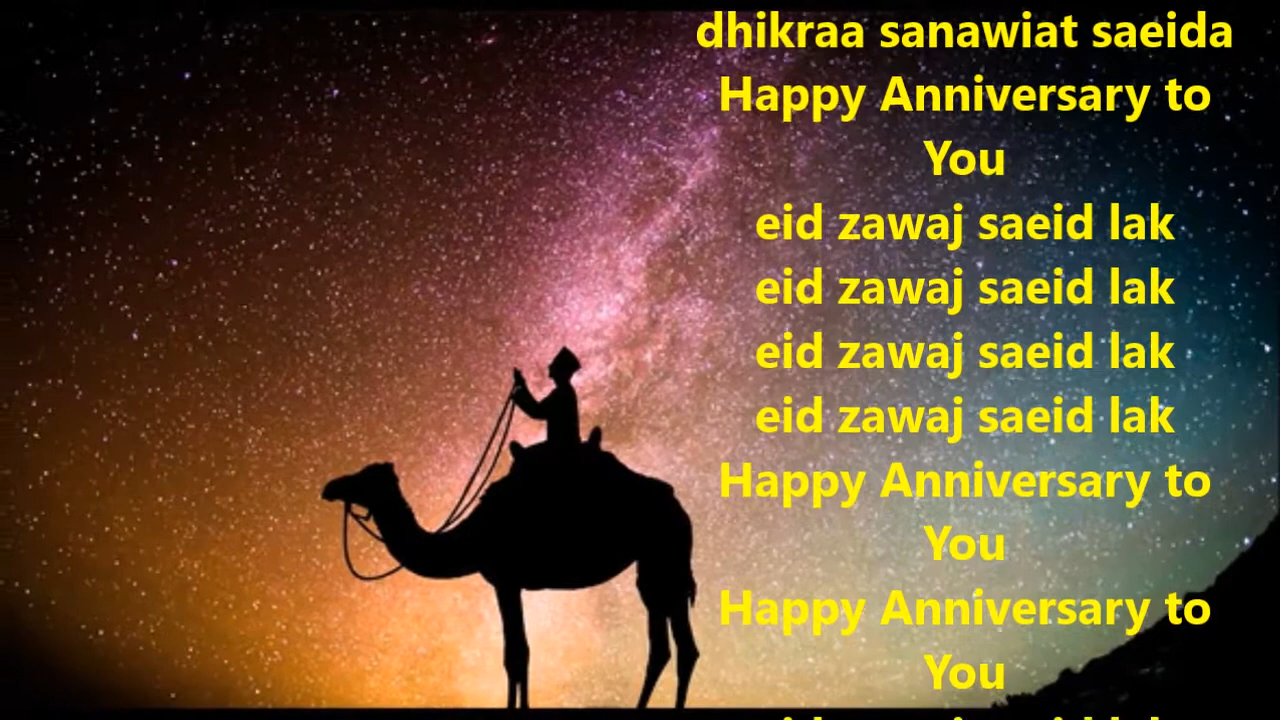 dhikraa sanawiat saeida
Happy Anniversary to
You
eid zawaj saeid lak
eid zawaj saeid lak
eid zawaj saeid lak
eid zawaj saeid lak
Happy Anniversary to
You
Happy Anniversary to
You